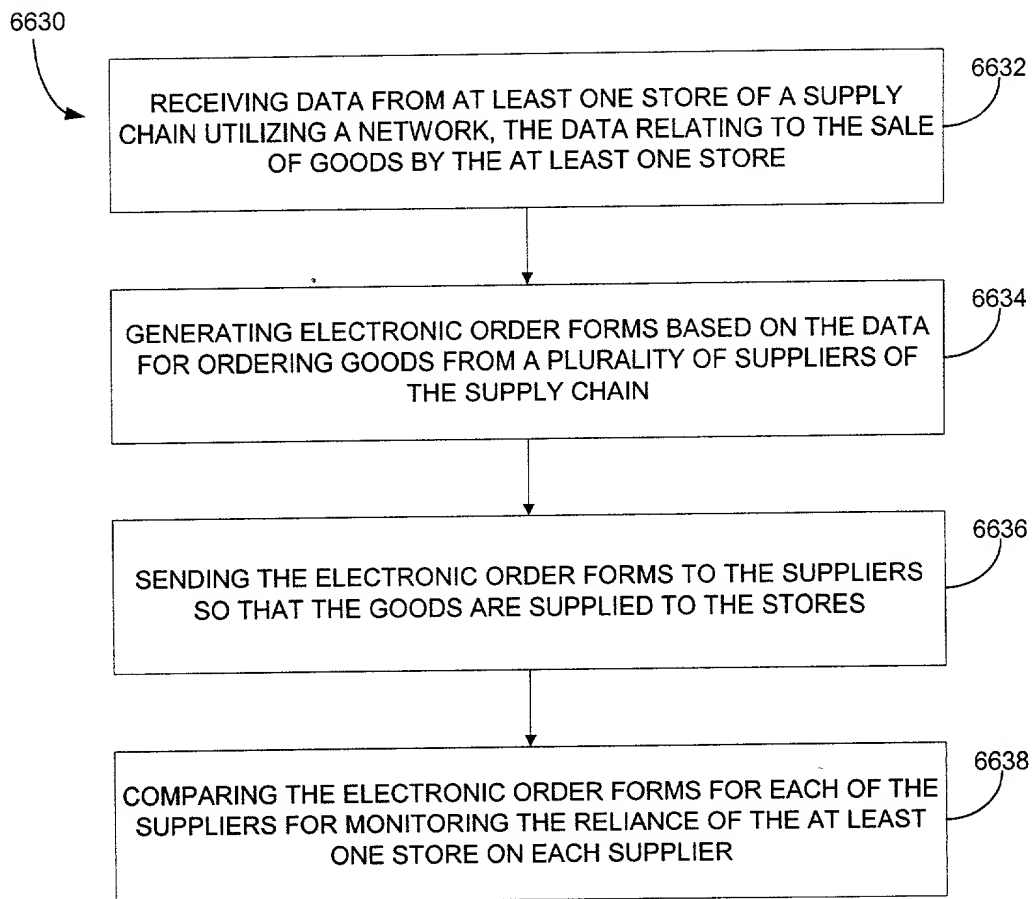 6630
6632
RECEIVING DATA FROM AT LEAST ONE STORE OF A SUPPLY
CHAIN UTILIZING A NETWORK, THE DATA RELATING TO THE SALE
OF GOODS BY THE AT LEAST ONE STORE
6634
GENERATING ELECTRONIC ORDER FORMS BASED ON THE DATA
FOR ORDERING GOODS FROM A PLURALITY OF SUPPLIERS OF
THE SUPPLY CHAIN
6636
SENDING THE ELECTRONIC ORDER FORMS TO THE SUPPLIERS
SO THAT THE GOODS ARE SUPPLIED TO THE STORES
6638
COMPARING THE ELECTRONIC ORDER FORMS FOR EACH OF THE
SUPPLIERS FOR MONITORING THE RELIANCE OF THE AT LEAST
ONE STORE ON EACH SUPPLIER